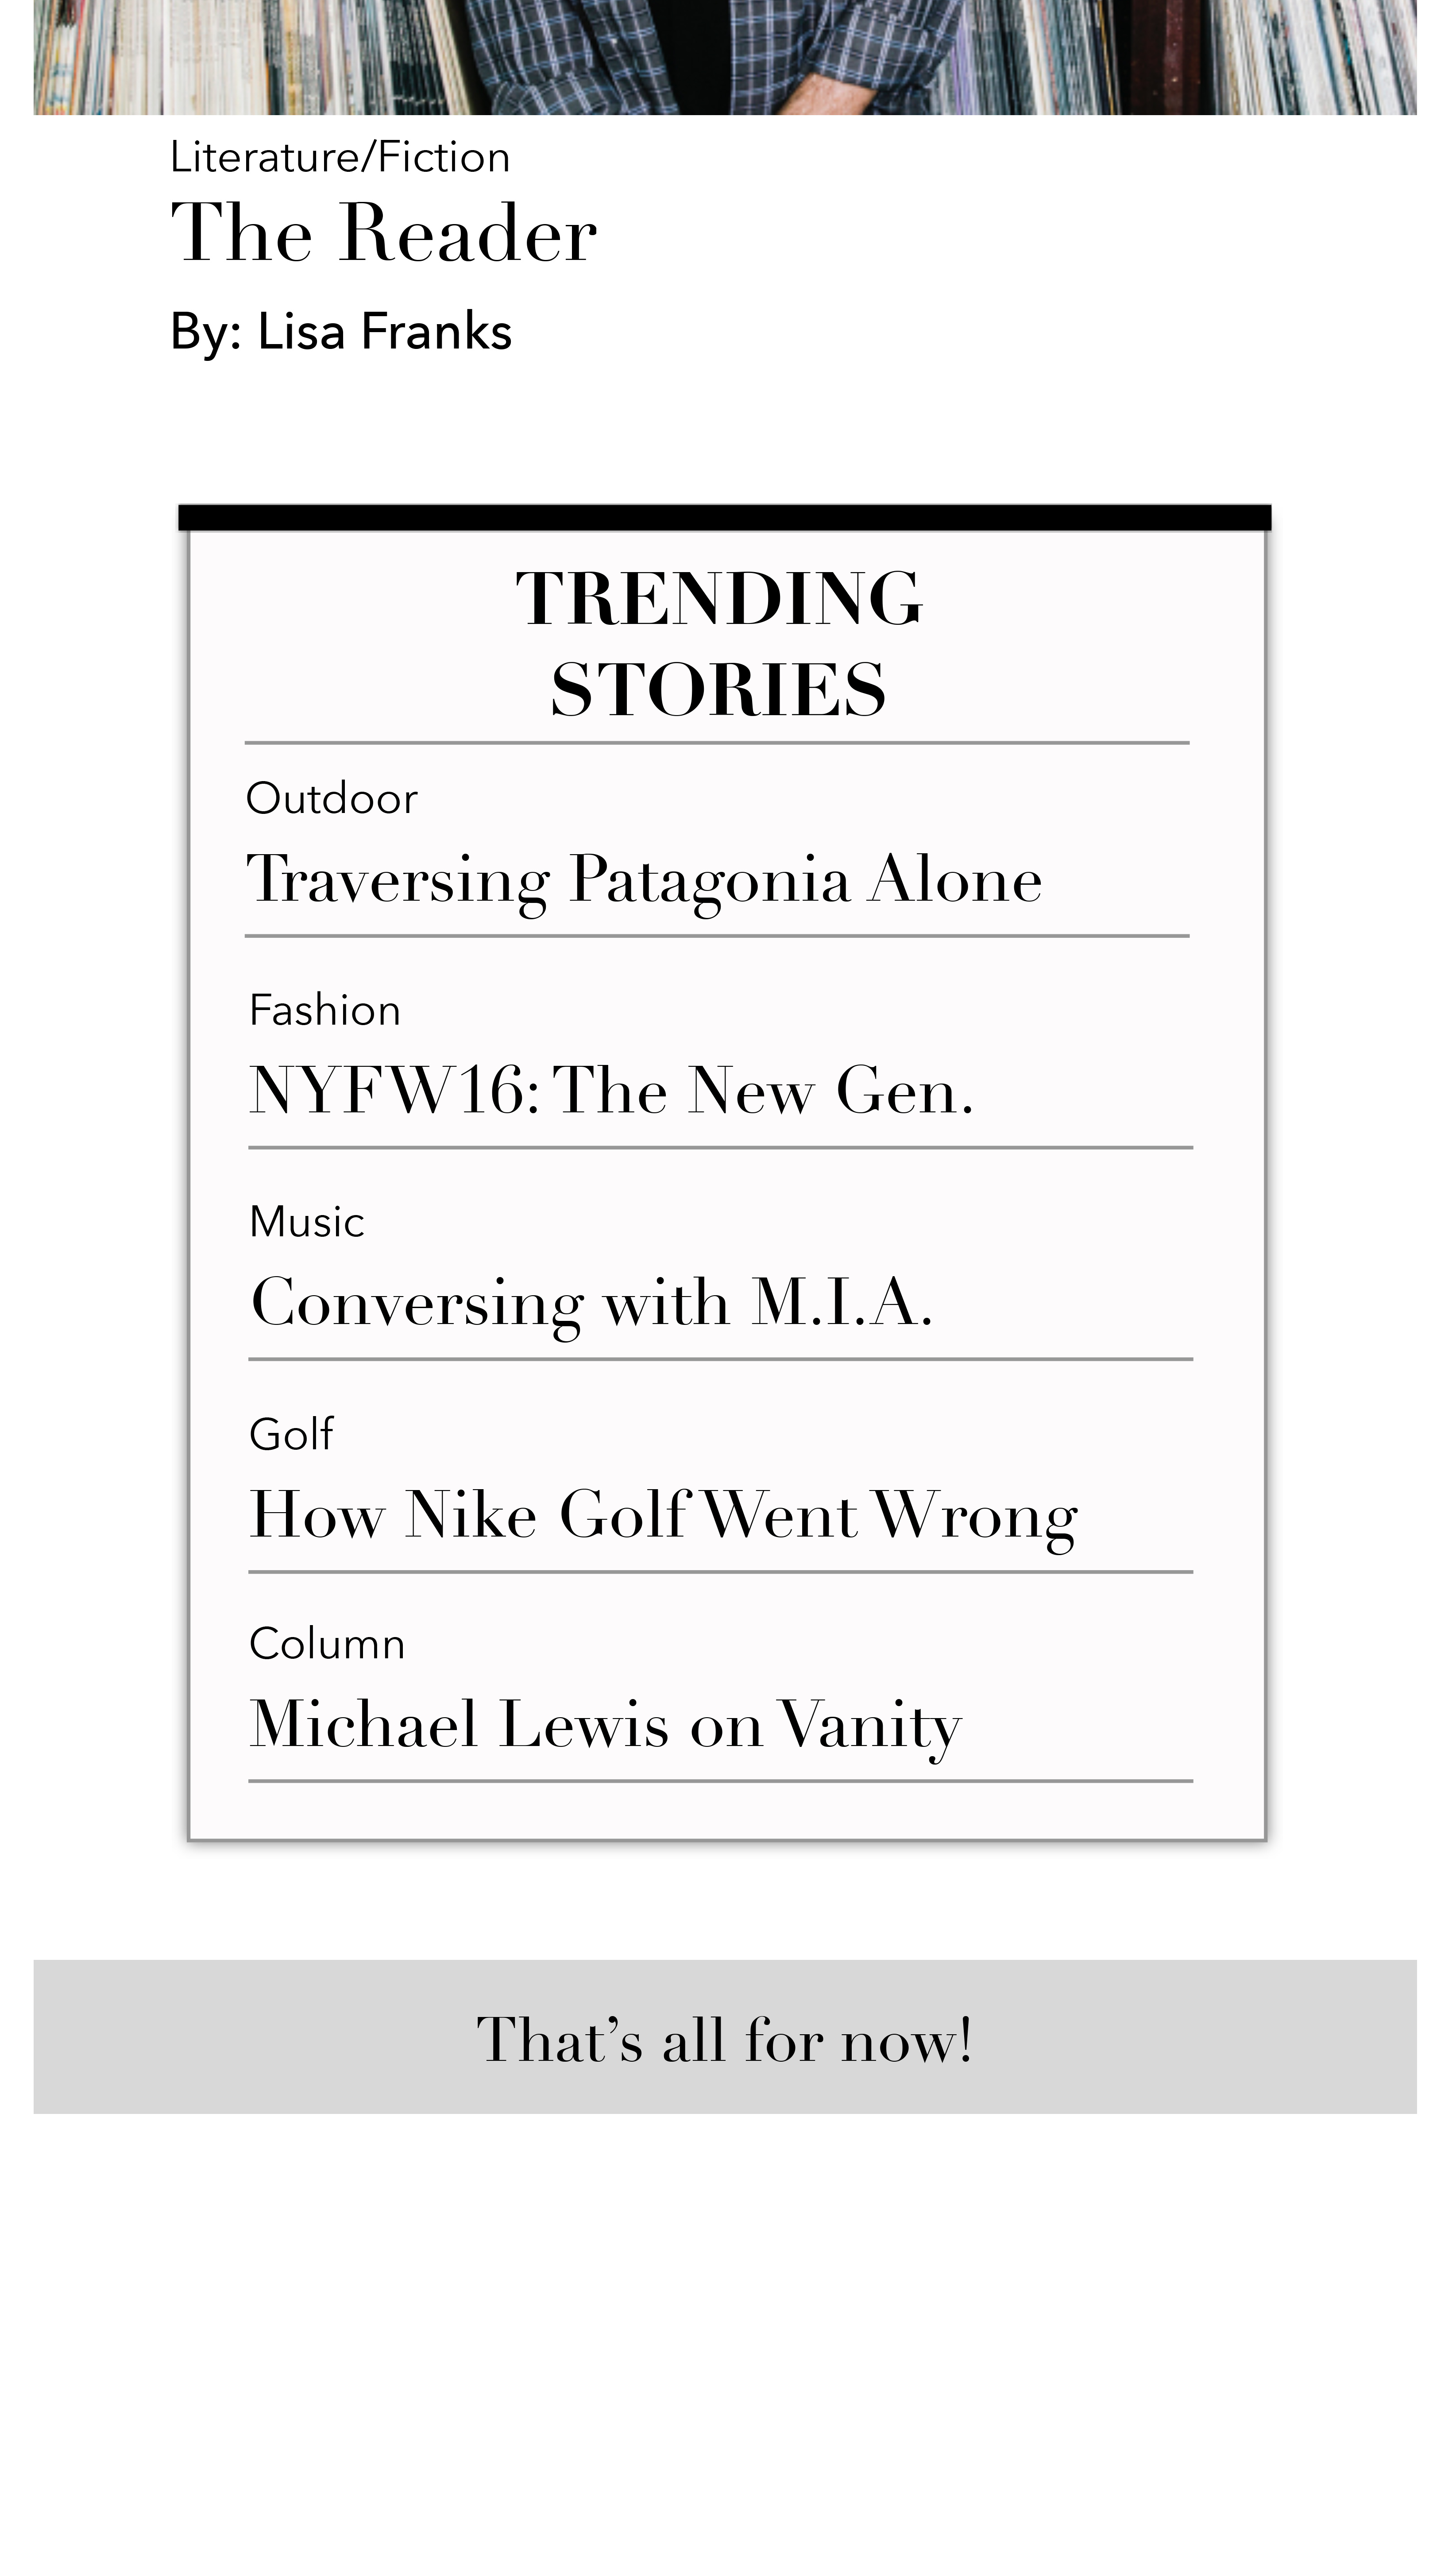 Literature/Fiction
The Reader
By: Lisa Franks
TRENDING
STORIES
Outdoor
Traversing Patagonia Alone
Fashion
NYFW16: The New Gen.
Music
Conversing with M.I.A.
Golf
How Nike Golf Went Wrong
Column
Michael Lewis on Vanity
That’s all for now!